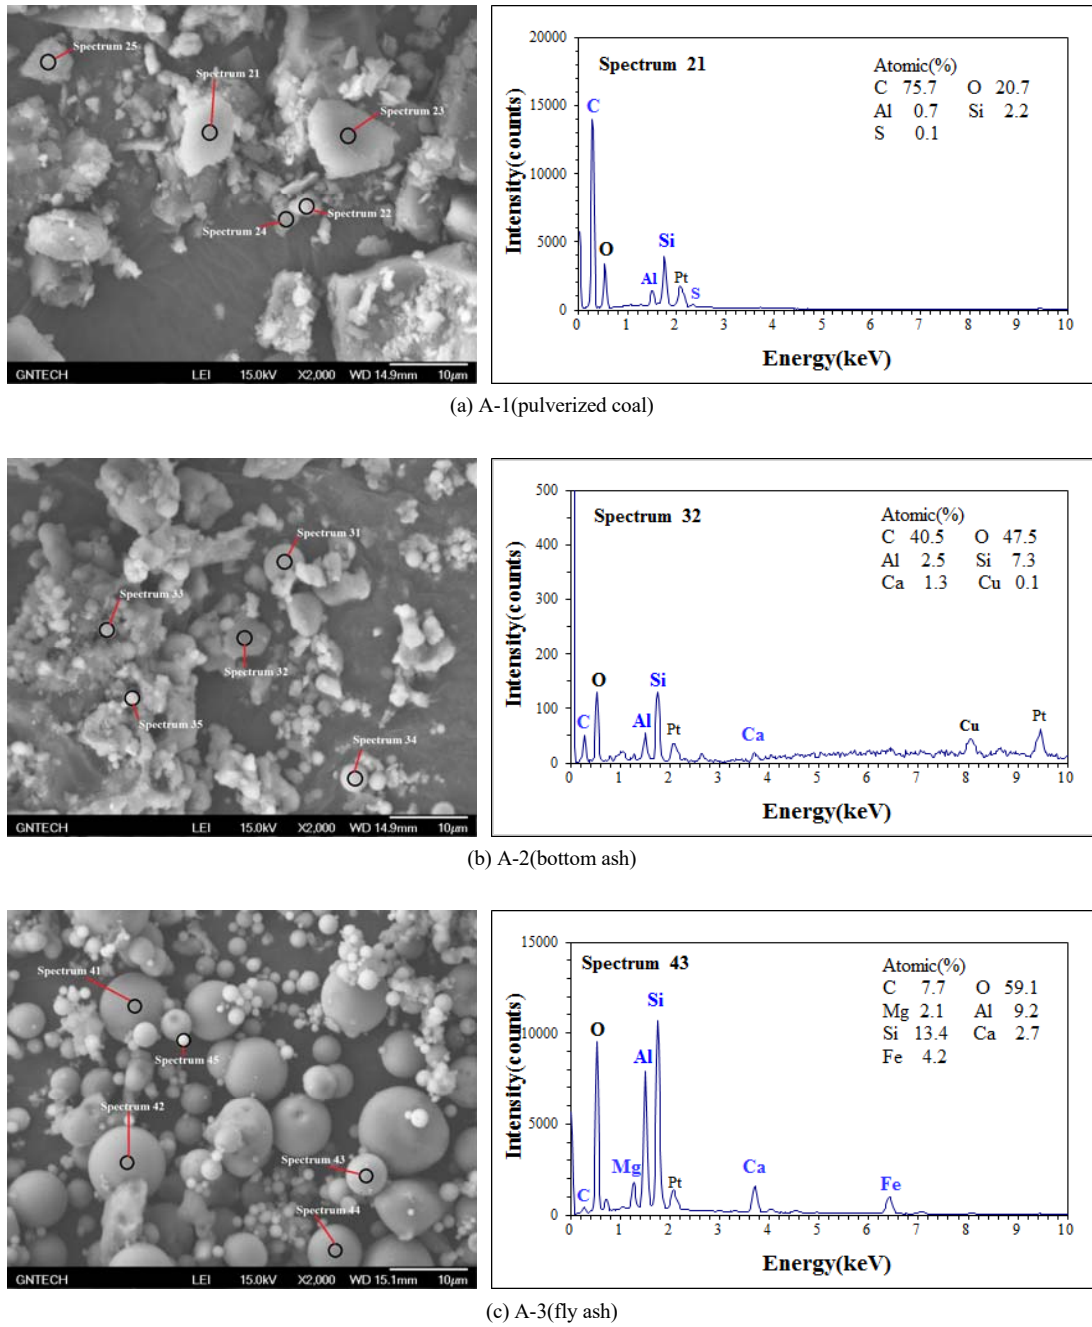 Spectrum 25
Spectrum 21
Spectrum 23
Spectrum 22
Spectrum 24
GNTECH LEI 15.0kV X2,000 WD 14.9mm 10μm
Spectrum 21
Atomic(%)
C 75.7 O 20.7
Al 0.7 Si 2.2
S 0.1
20000
15000
10000
5000
0
C
O
Al
Si
Pt
S
0 1 2 3 4 5 6 7 8 9 10
Intensity(counts)
Energy(keV)
(a) A-1(pulverized coal)
Spectrum 31
Spectrum 33
Spectrum 32
Spectrum 35
Spectrum 34
GNTECH LEI 15.0kV X2,000 WD 14.9mm 10μm
Spectrum 32
Atomic(%)
C 40.5 O 47.5
Al 2.5 Si 7.3
Ca 1.3 Cu 0.1
500
400
300
200
100
0
C
O
Al
Si
Pt
Ca
Cu
Pt
0 1 2 3 4 5 6 7 8 9 10
Intensity(counts)
Energy(keV)
(b) A-2(bottom ash)
Spectrum 41
Spectrum 45
Spectrum 42
Spectrum 43
Spectrum 44
GNTECH LEI 15.0kV X2,000 WD 15.1mm 10μm
Spectrum 43
Atomic(%)
C 7.7 O 59.1
Mg 2.1 Al 9.2
Si 13.4 Ca 2.7
Fe 4.2
15000
10000
5000
0
C
O
Mg
Al
Si
Pt
Ca
Fe
0 1 2 3 4 5 6 7 8 9 10
Intensity(counts)
Energy(keV)
(c) A-3(fly ash)